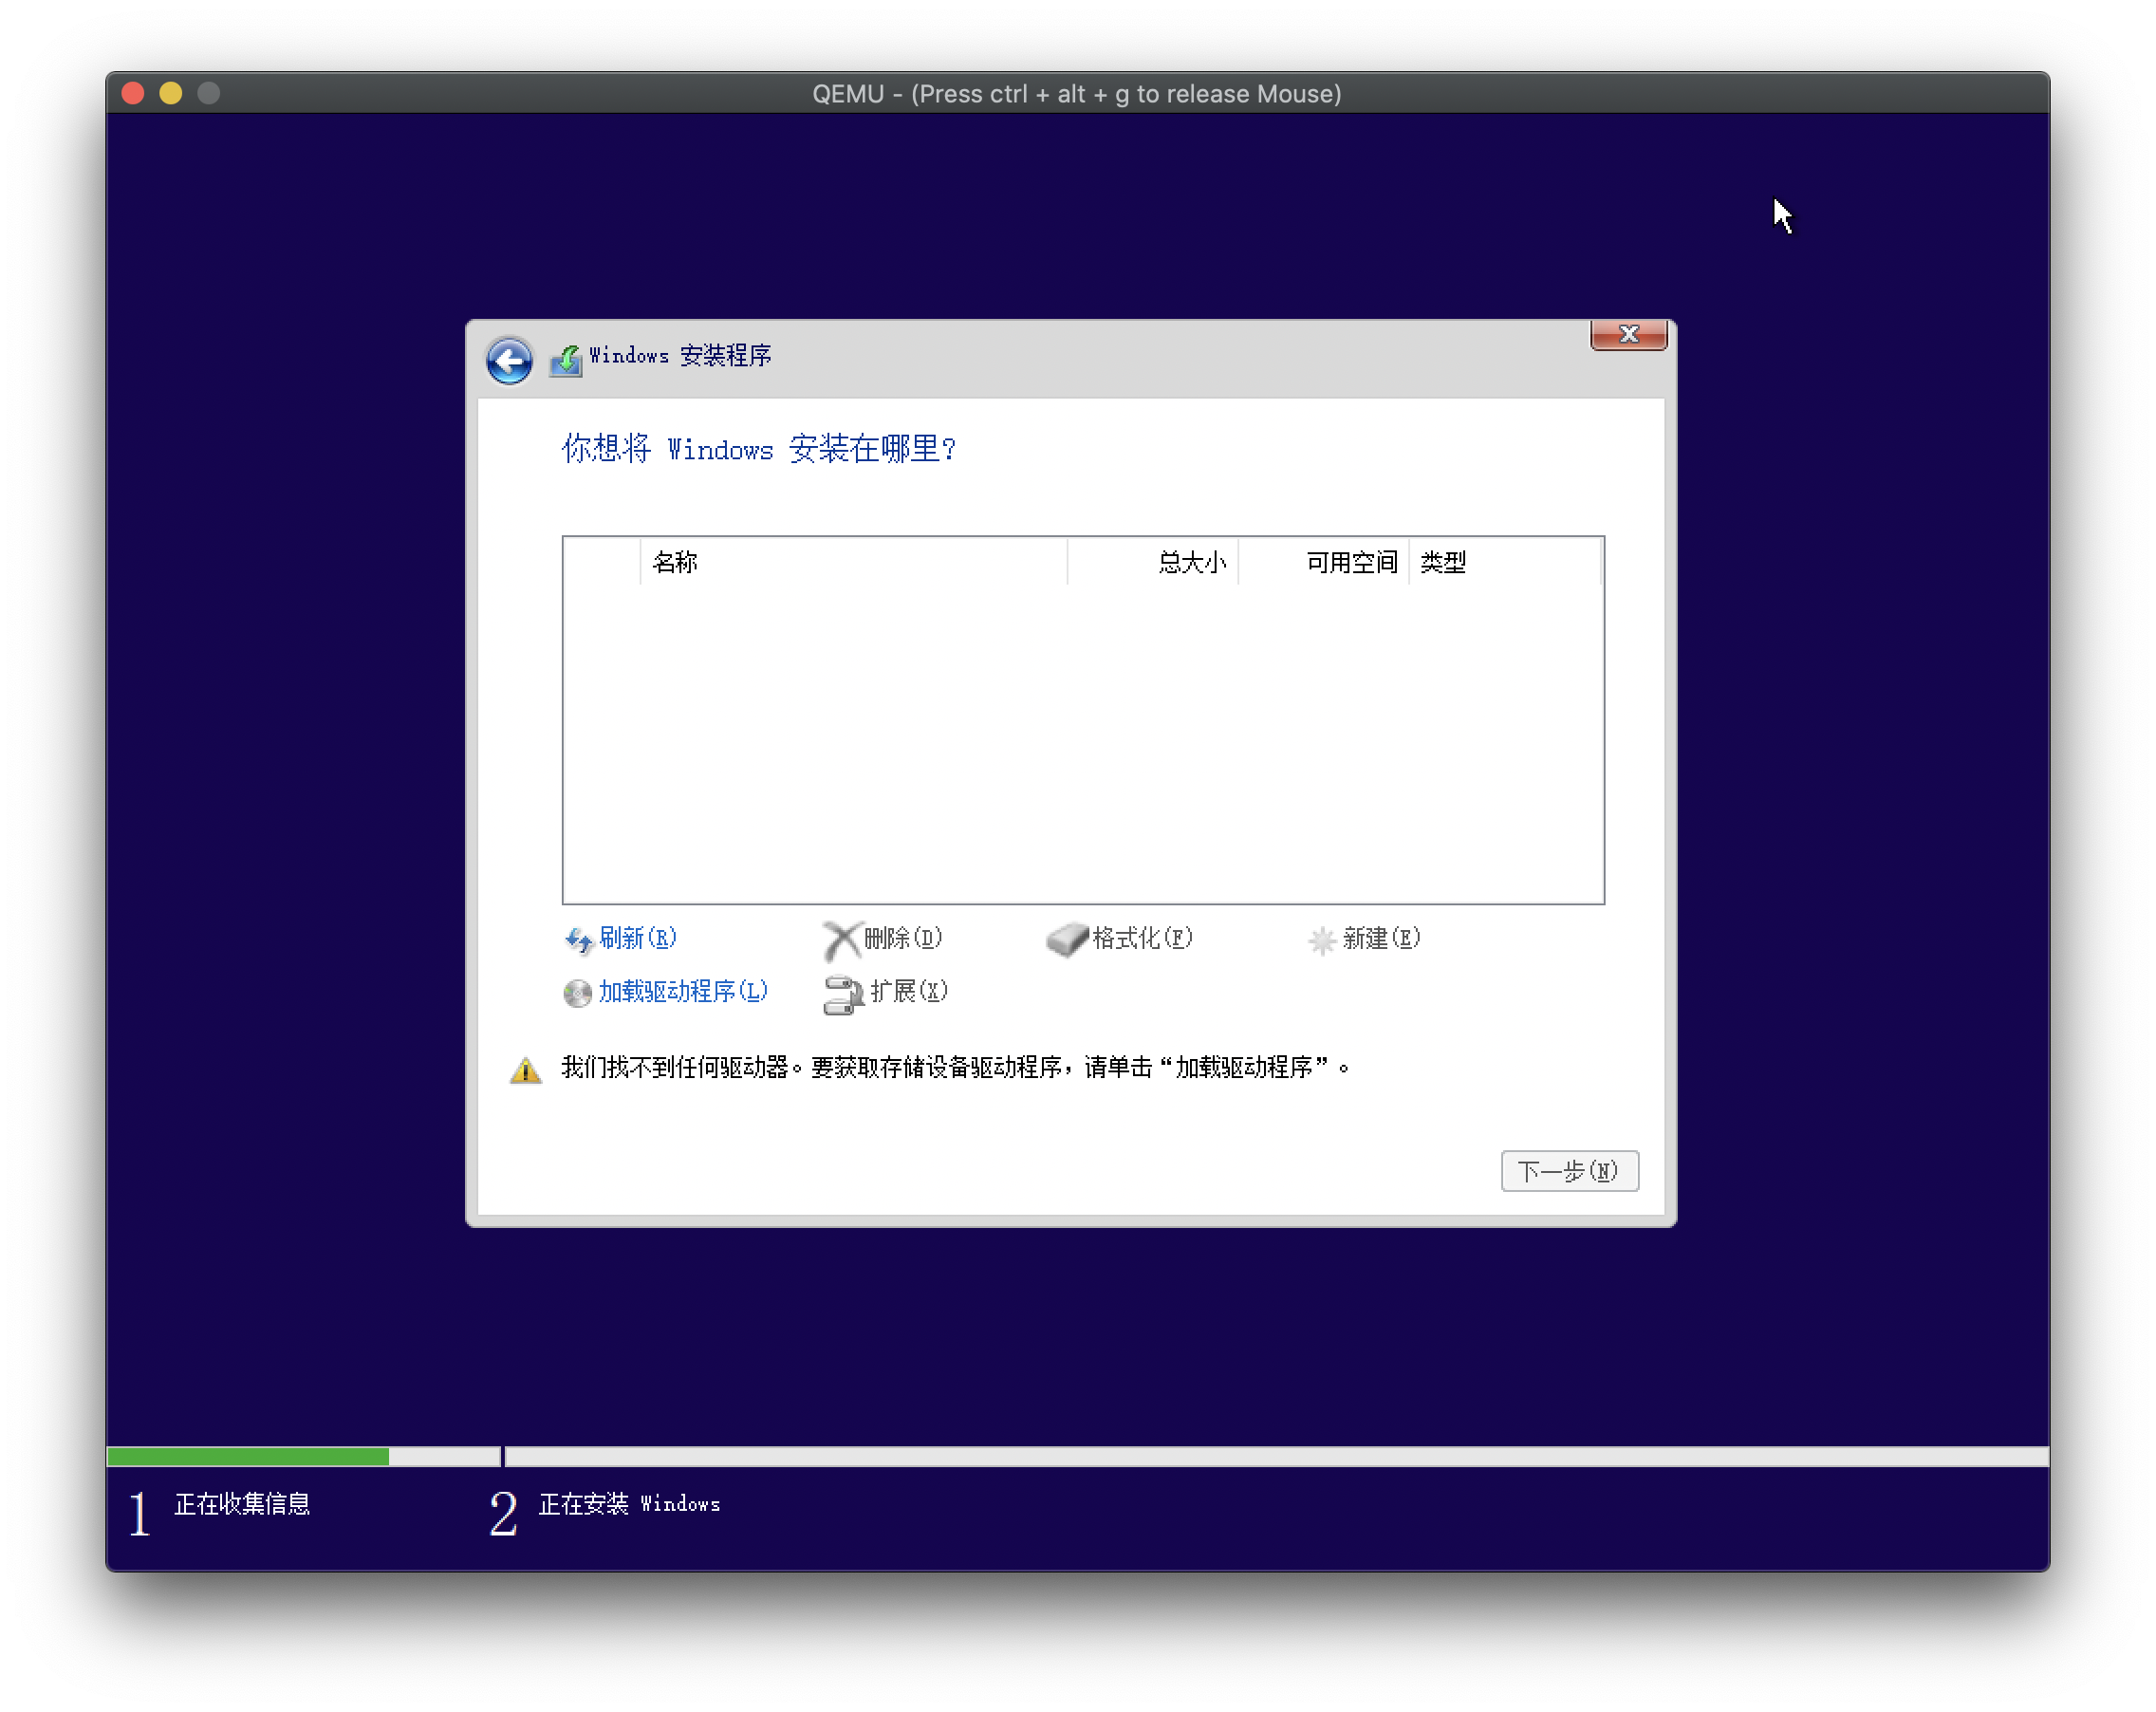 QEMU - (Press ctrl + alt + g to release Mouse)
Windows 安装程序
你想将 Windows 安装在哪里?
名称 总大小 可用空间 类型
刷新(R) 删除(D) 格式化(F) 新建(E)
加载驱动程序(L) 扩展(X)
我们找不到任何驱动器。要获取存储设备驱动程序，请单击“加载驱动程序”。
下一步(N)
1 正在收集信息 2 正在安装 Windows